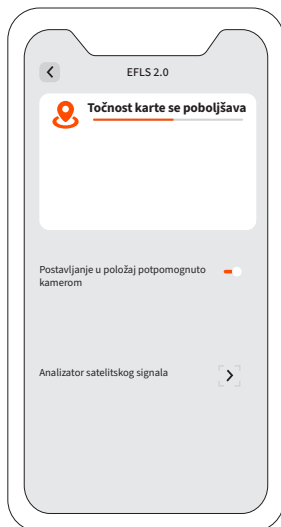 EFLS 2.0
Točnost karte se poboljšava
Postavljanje u položaj potpomognuto
kamerom
Analizator satelitskog signala